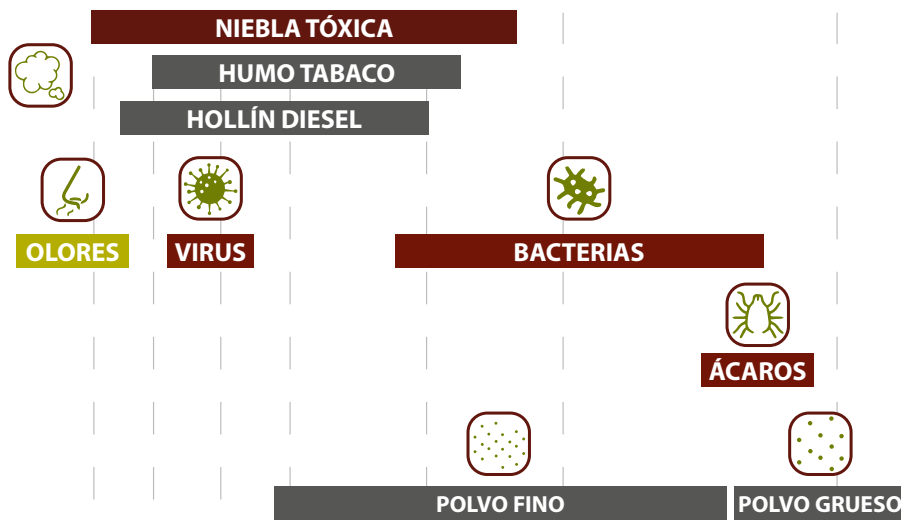 NIEBLA TÓXICA
HUMO TABACO
HOLLÍN DIESEL
OLORES
VIRUS
BACTERIAS
ÁCAROS
POLVO FINO
POLVO GRUESO